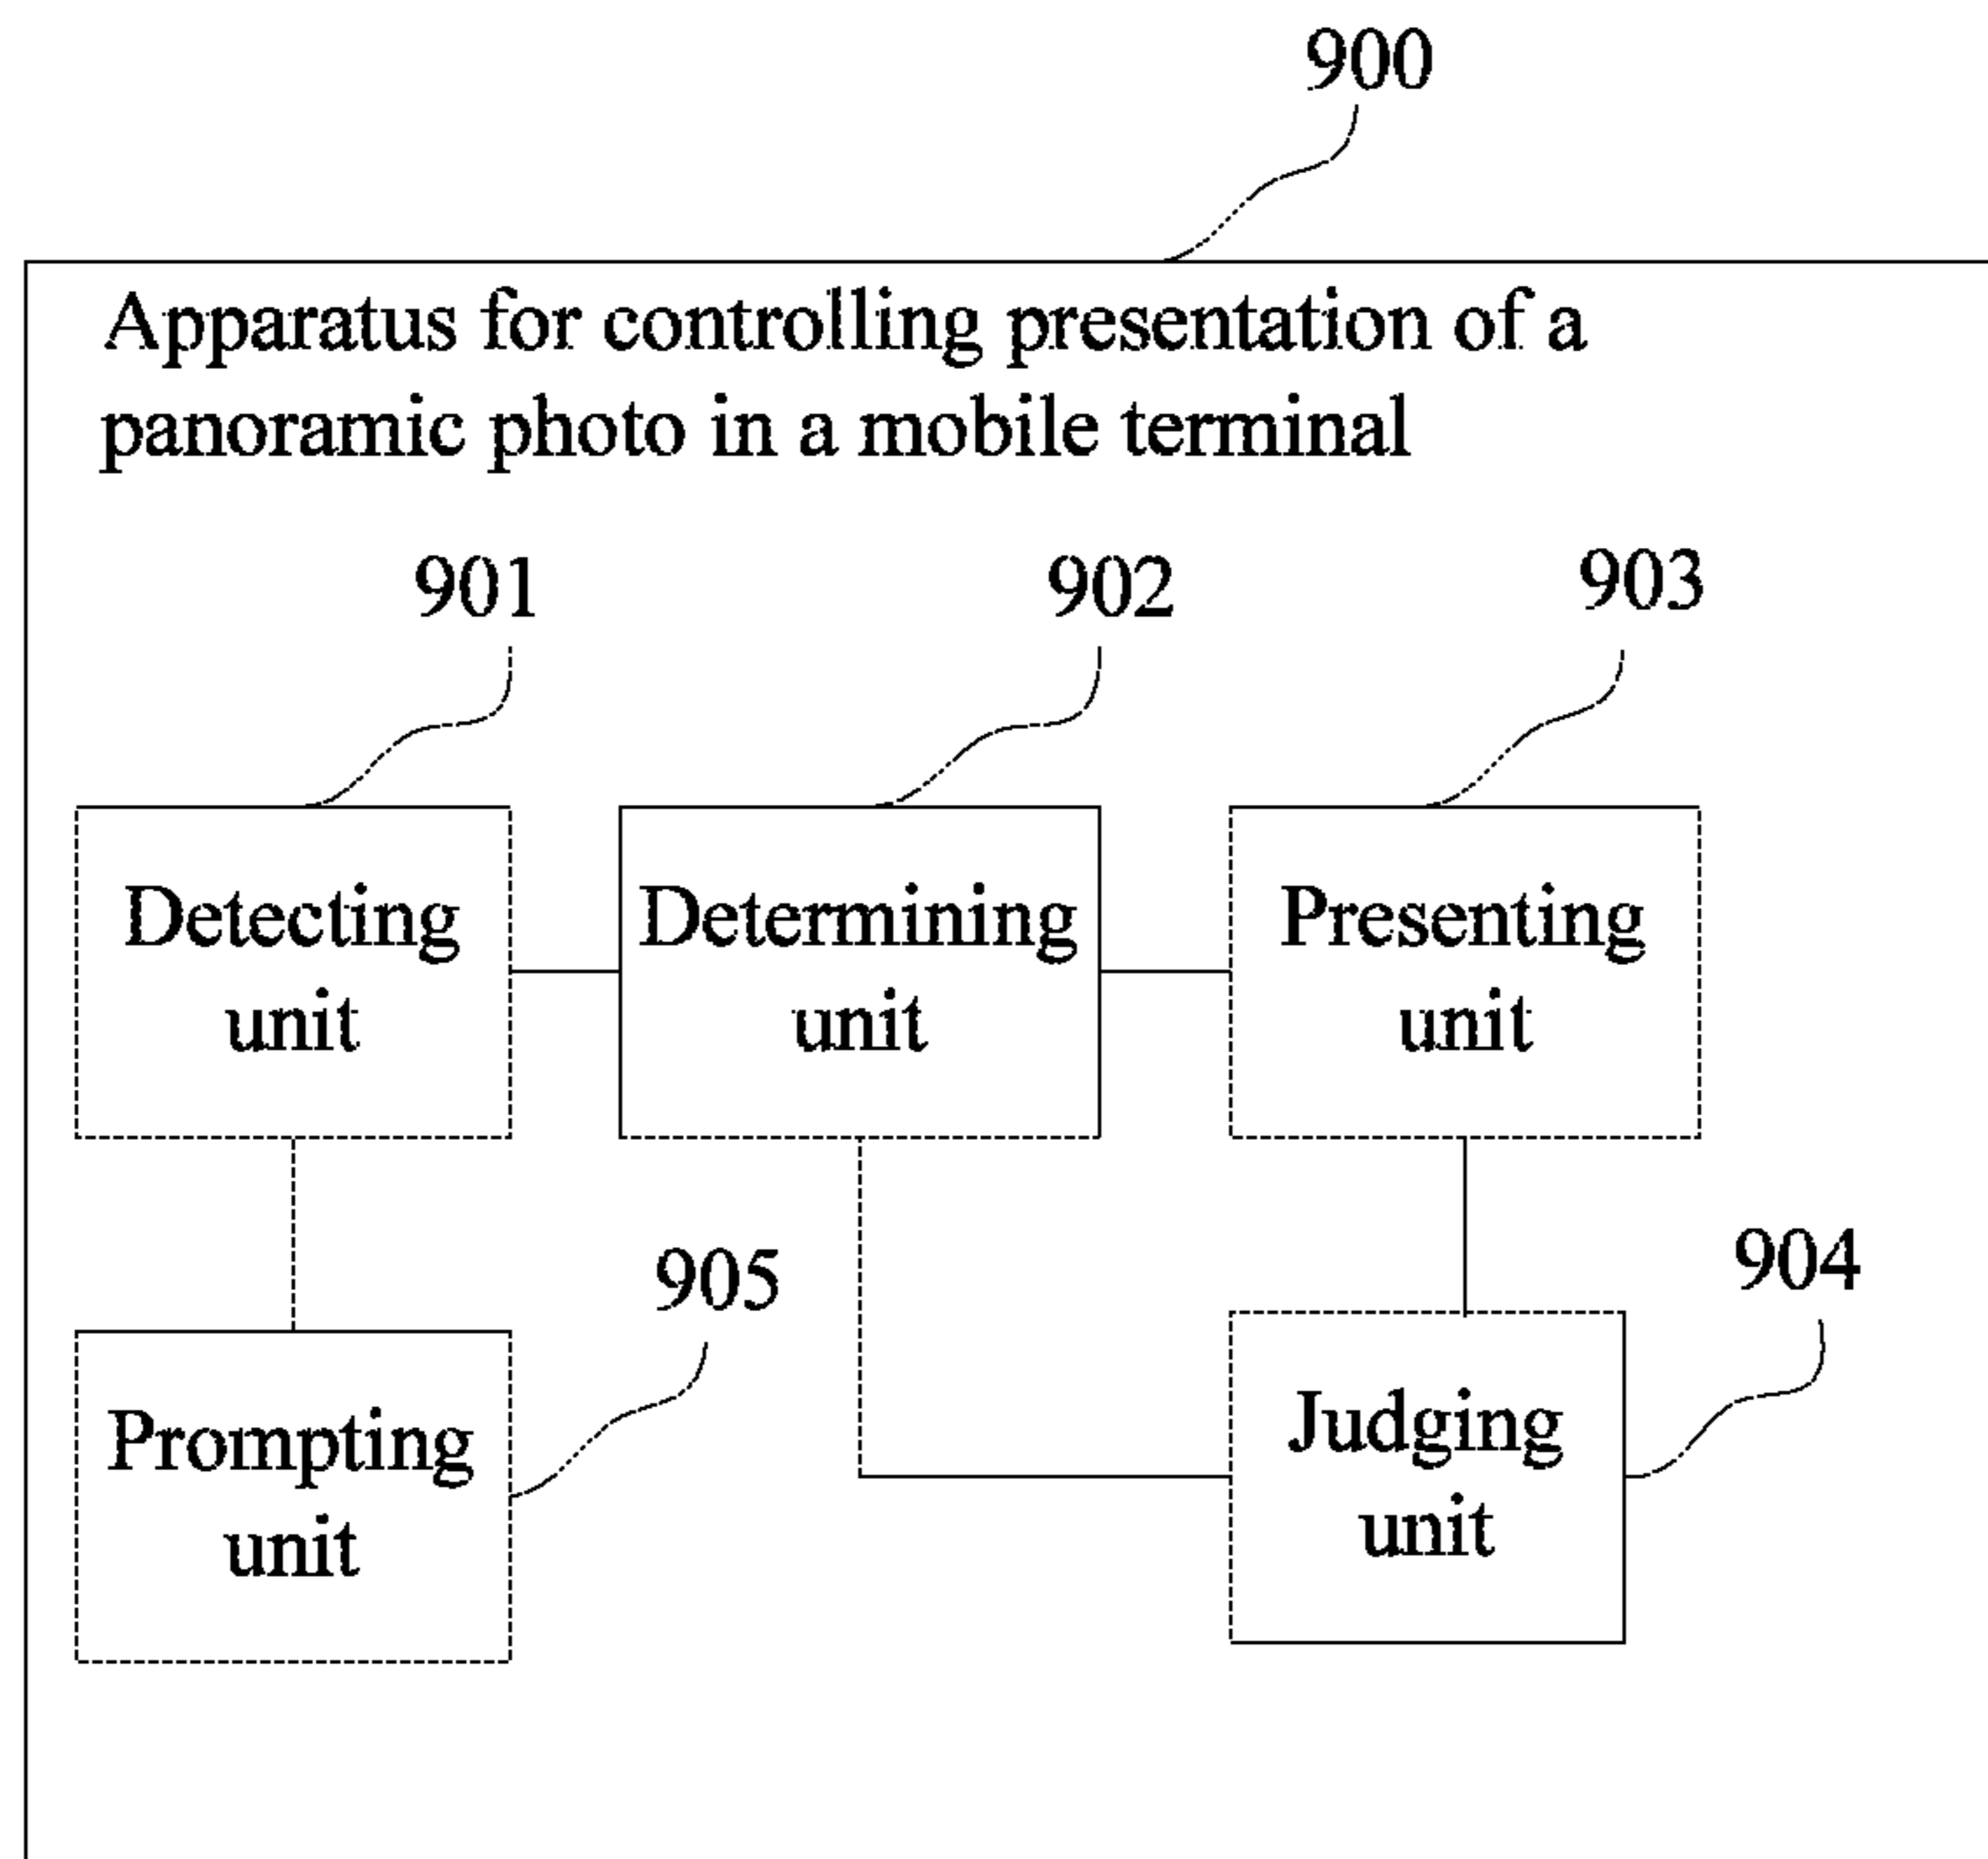 900
Apparatus for controlling presentation of a
panoramic photo in a mobile terminal
901
902
903
Detecting
unit
Determining
unit
Presenting
unit
905
904
Prompting
unit
Judging
unit